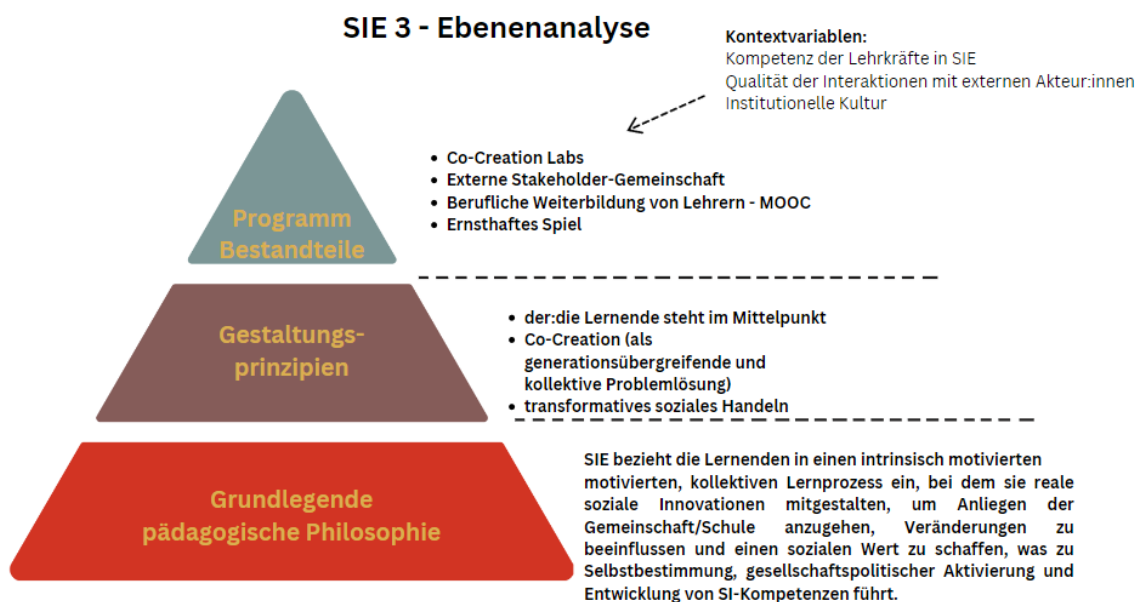 SIE 3 - Ebenenanalyse
Kontextvariablen:
Kompetenz der Lehrkräfte in SIE
Qualität der Interaktionen mit externen Akteur:innen
Institutionelle Kultur
Programm
Bestandteile
• Co-Creation Labs
• Externe Stakeholder-Gemeinschaft
• Berufliche Weiterbildung von Lehrern - MOOC
• Ernsthaftes Spiel
Gestaltungs-
prinzipien
• der:die Lernende steht im Mittelpunkt
• Co-Creation (als
generationsübergreifende und
kollektive Problemlösung)
• transformatives soziales Handeln
Grundlegende
pädagogische Philosophie
SIE bezieht die Lernenden in einen intrinsisch motivierten
motivierten, kollektiven Lernprozess ein, bei dem sie reale
soziale Innovationen mitgestalten, um Anliegen der
Gemeinschaft/Schule anzugehen, Veränderungen zu
beeinflussen und einen sozialen Wert zu schaffen, was zu
Selbstbestimmung, gesellschaftspolitischer Aktivierung und
Entwicklung von SI-Kompetenzen führt.